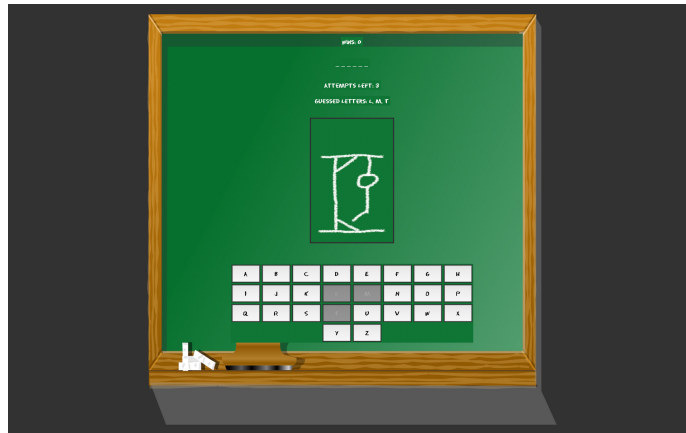 WINS: 0
_ _ _ _ _ _
ATTEMPTS LEFT: 3
GUESSED LETTERS: L, M, T
A B C D E F G H
I J K L M N O P
Q R S T U V W X
Y Z